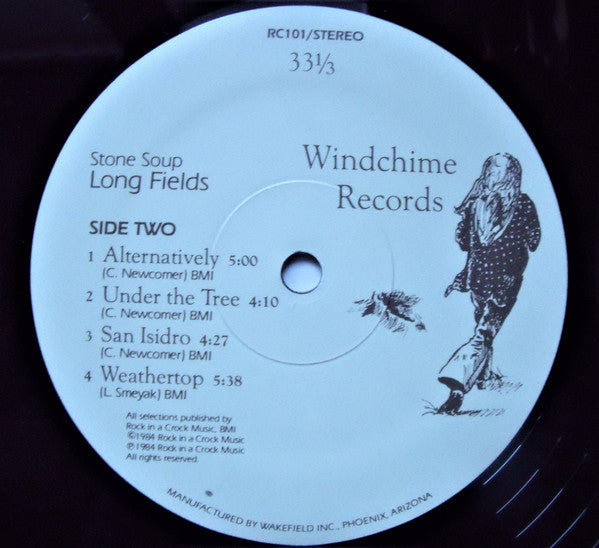 RC101/STEREO
33⅓
Stone Soup
Long Fields
Windchime
Records
SIDE TWO
1 Alternatively 5:00
(C. Newcomer) BMI
2 Under the Tree 4:10
(C. Newcomer) BMI
3 San Isidro 4:27
(C. Newcomer) BMI
4 Weathertop 5:38
(L. Smeyak) BMI
All selections published by
Rock in a Crock Music, BMI
©1984 Rock in a Crock Music
℗1984 Rock in a Crock Music
All rights reserved.
MANUFACTURED BY WAKEFIELD INC., PHOENIX, ARIZONA